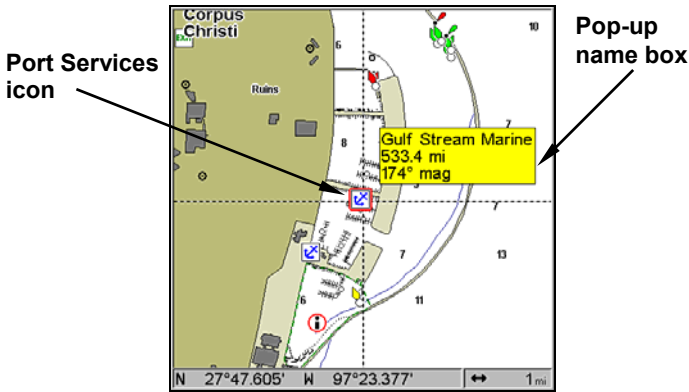 Port Services
icon
Pop-up
name box
Corpus
Christi
Ruins
10
6
7
8
Gulf Stream Marine
533.4 mi
174° mag
7
7
13
6
11
N 27°47.605' W 97°23.377' ↔ 1mi